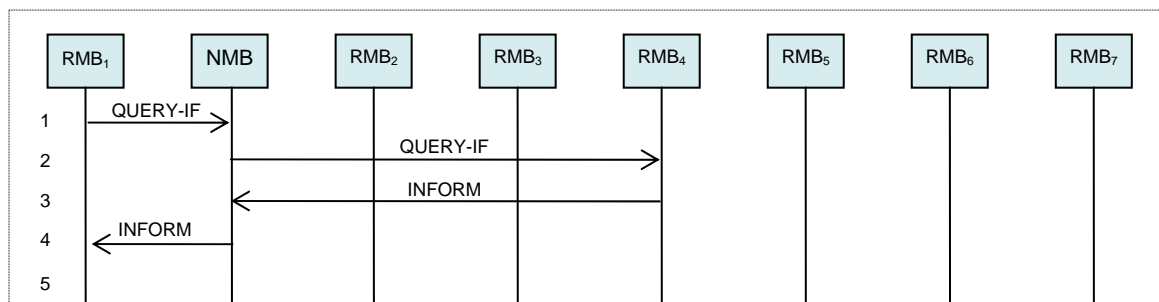 RMB₁ NMB RMB₂ RMB₃ RMB₄ RMB₅ RMB₆ RMB₇
1 QUERY-IF
2 QUERY-IF
3 INFORM
4 INFORM
5